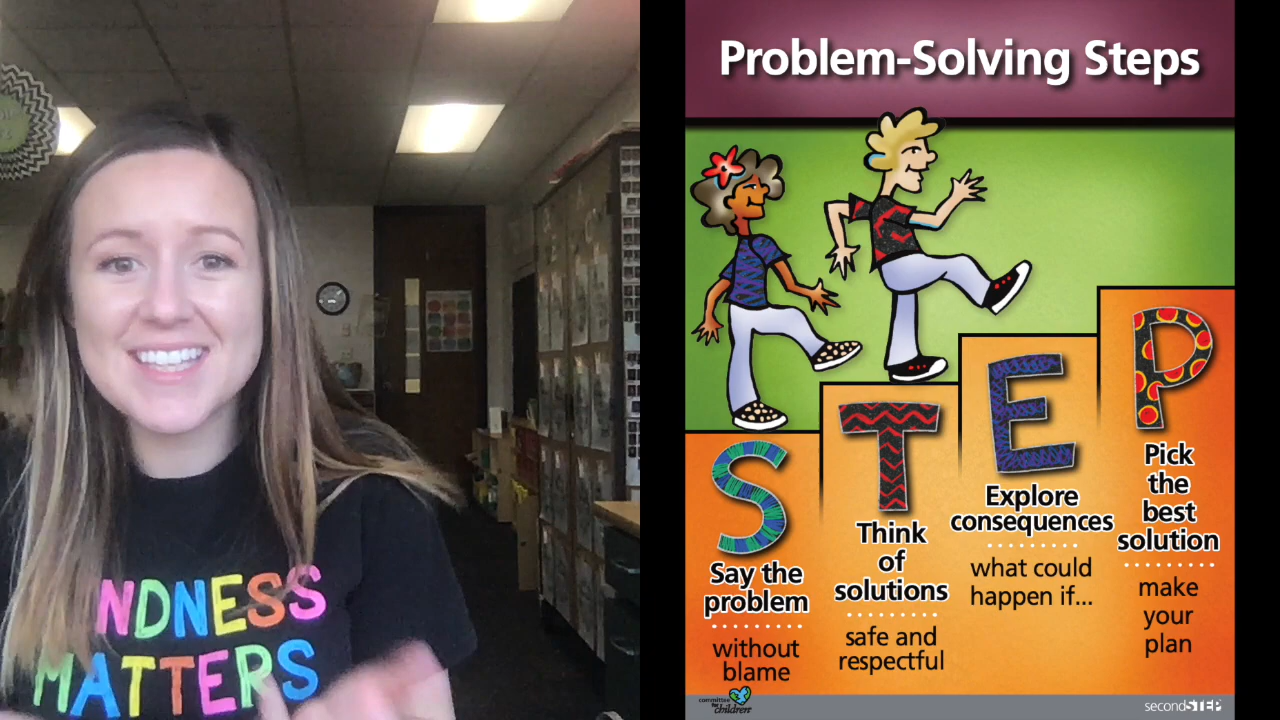 KINDNESS
MATTERS
Problem-Solving Steps
S
Say the
problem
without
blame
T
Think
of
solutions
safe and
respectful
E
Explore
consequences
what could
happen if...
P
Pick
the
best
solution
make
your
plan
committee
for
children
secondSTEP